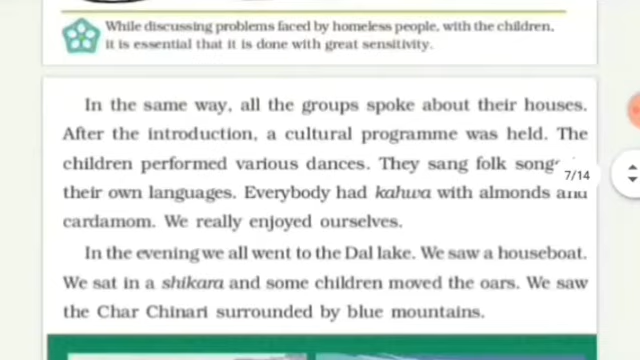 While discussing problems faced by homeless people, with the children,
it is essential that it is done with great sensitivity.
In the same way, all the groups spoke about their houses.
After the introduction, a cultural programme was held. The
children performed various dances. They sang folk
7/14
their own languages. Everybody had kahwa with almonds and
cardamom. We really enjoyed ourselves.
In the evening we all went to the Dal lake. We saw a houseboat.
We sat in a shikara and some children moved the oars. We saw
the Char Chinari surrounded by blue mountains.